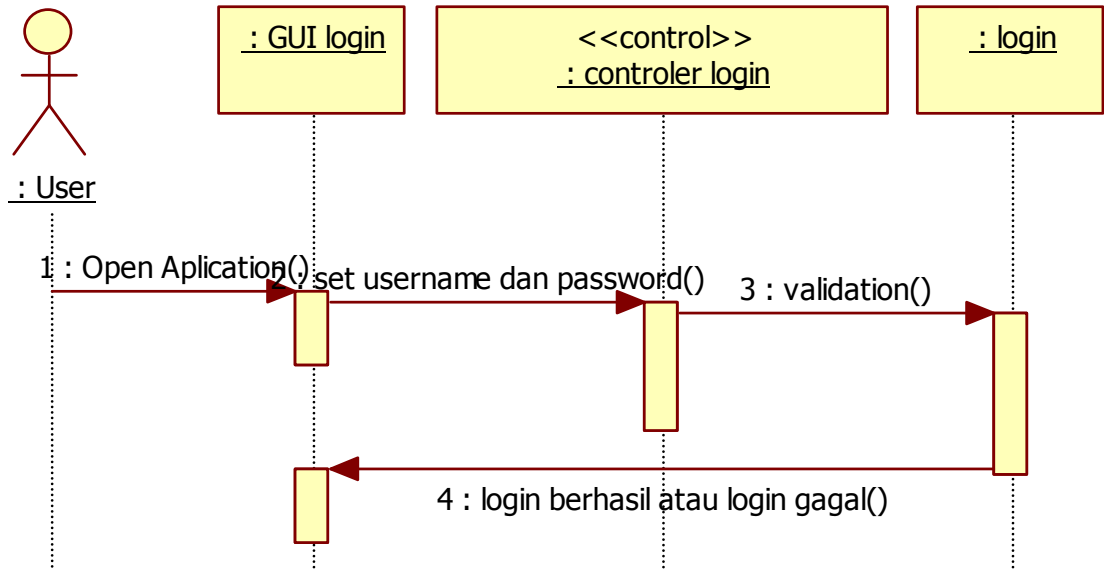 : GUI login
<<control>>
: controler login
: login
: User
1 : Open Aplication()
2 : set username dan password()
3 : validation()
4 : login berhasil atau login gagal()